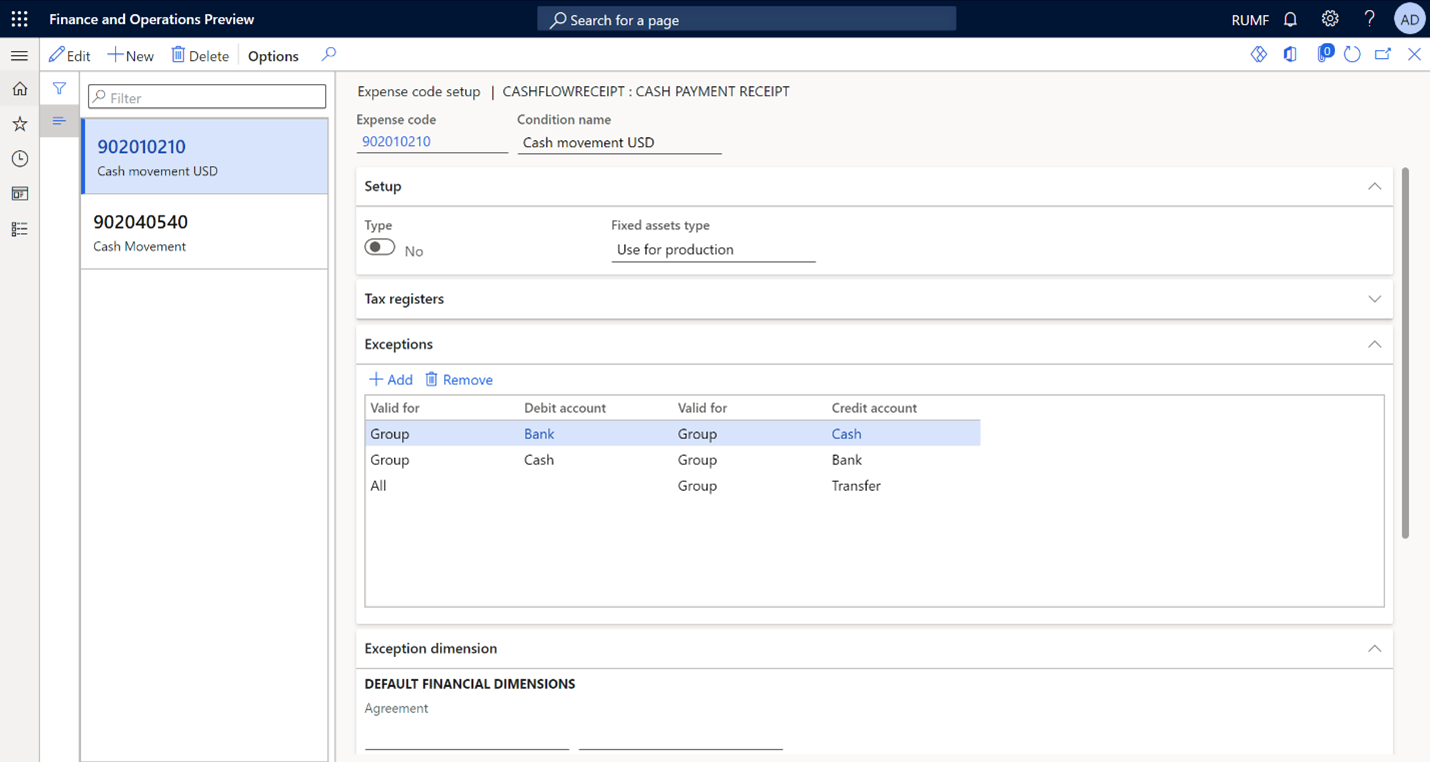 Finance and Operations Preview
Search for a page
RUMF
?
AD
Edit
New
Delete
Options
0
Filter
902010210
Cash movement USD
902040540
Cash Movement
Expense code setup | CASHFLOWRECEIPT : CASH PAYMENT RECEIPT
Expense code Condition name
902010210 Cash movement USD
Setup
Type Fixed assets type
No Use for production
Tax registers
Exceptions
Add Remove
Valid for Debit account Valid for Credit account
Group Bank Group Cash
Group Cash Group Bank
All Group Transfer
Exception dimension
DEFAULT FINANCIAL DIMENSIONS
Agreement